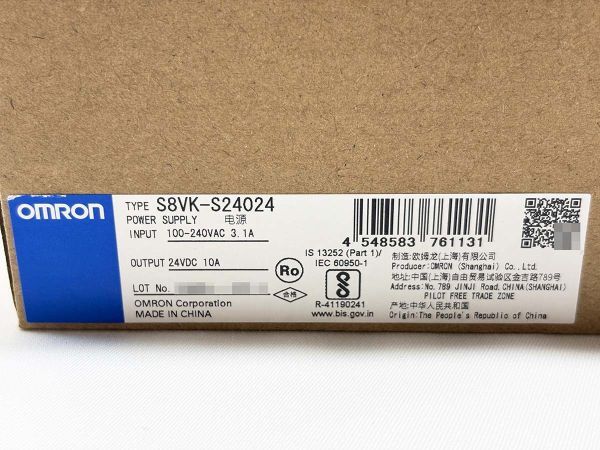 OMRON
TYPE S8VK-S24024
POWER SUPPLY 电源
INPUT 100-240VAC 3.1A
OUTPUT 24VDC 10A
LOT No.
OMRON Corporation
MADE IN CHINA
Ro
合格
4 548583 761131
IS 13252 (Part 1)/
IEC 60950-1
R-41190241
www.bis.gov.in
制造:欧姆龙(上海)有限公司
Producer:OMRON (Shanghai) Co., Ltd.
地址:中国(上海)自由贸易试验区金吉路789号
Address:No. 789 JINJI Road, CHINA(SHANGHAI)
PILOT FREE TRADE ZONE
产地:中华人民共和国
Origin:The People's Republic of China